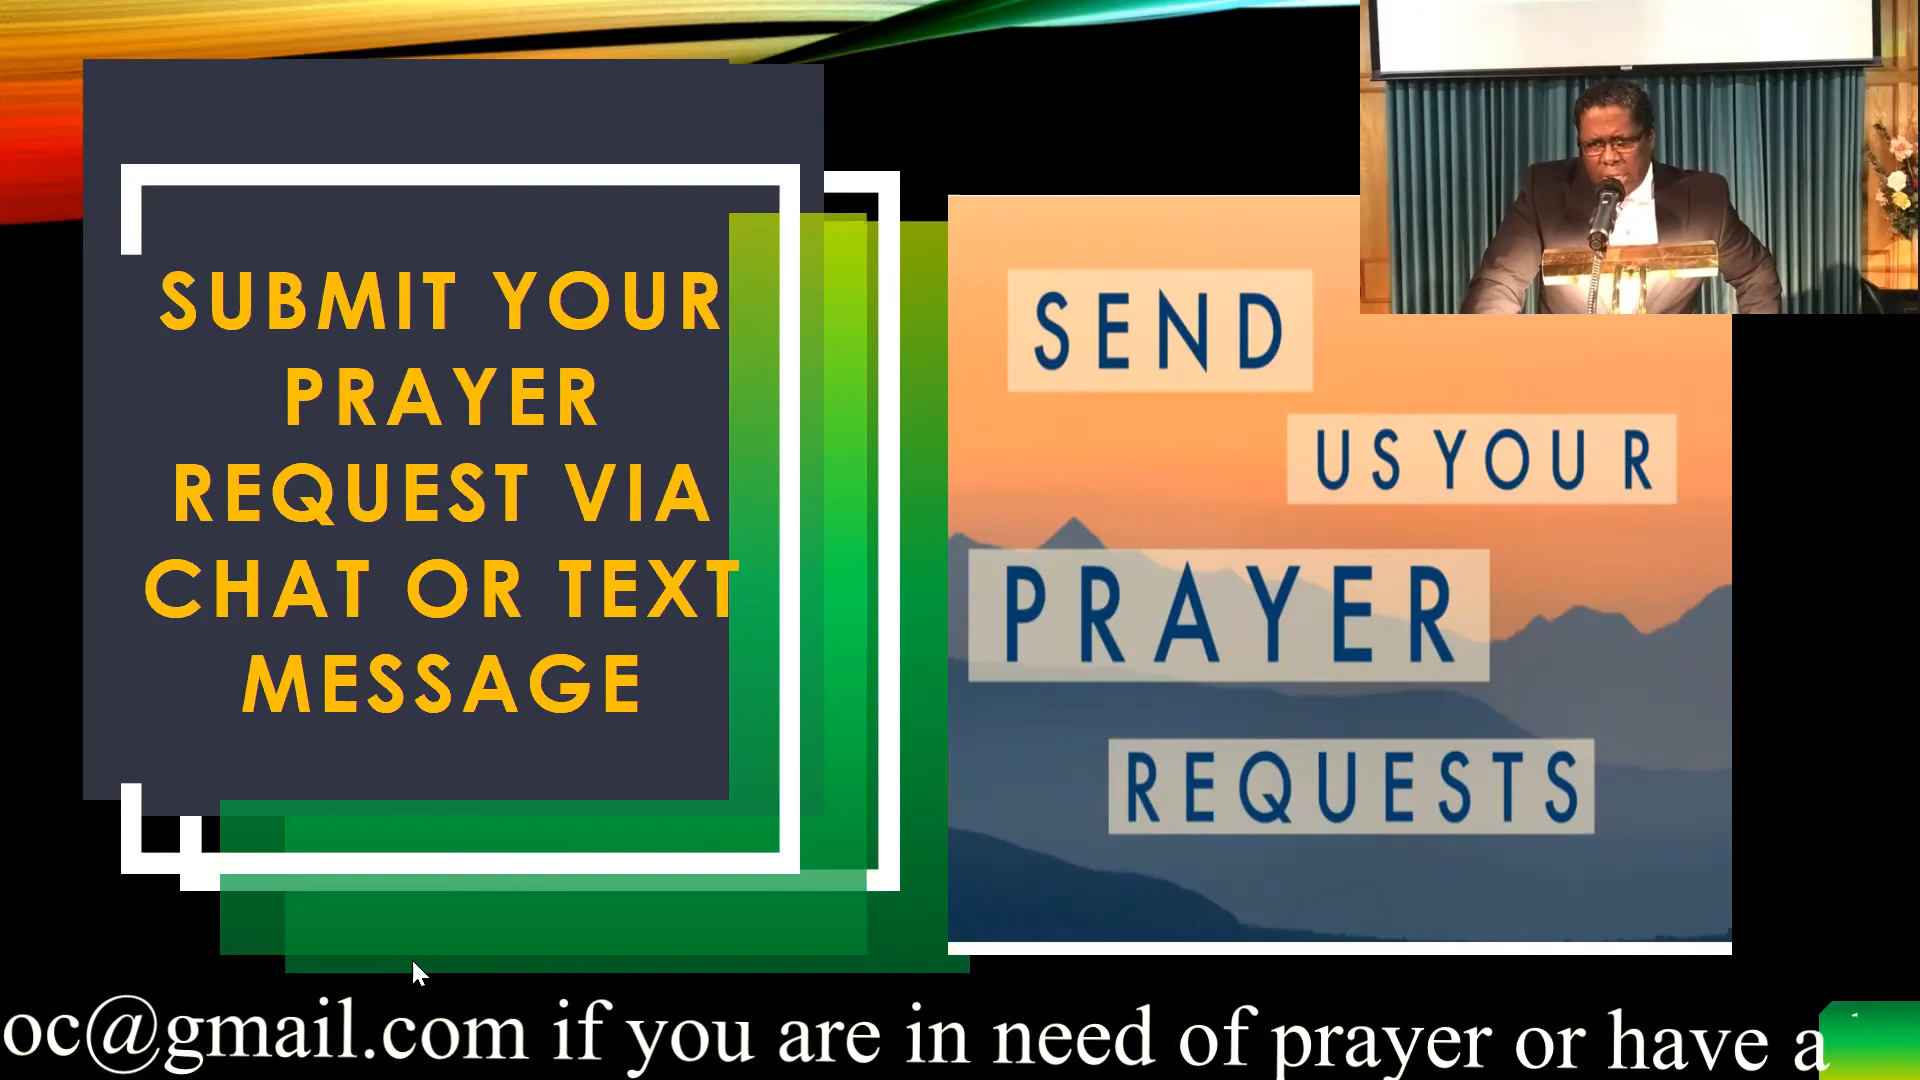 SUBMIT YOUR
PRAYER
REQUEST VIA
CHAT OR TEXT
MESSAGE
SEND
US YOUR
PRAYER
REQUESTS
oc@gmail.com if you are in need of prayer or have a